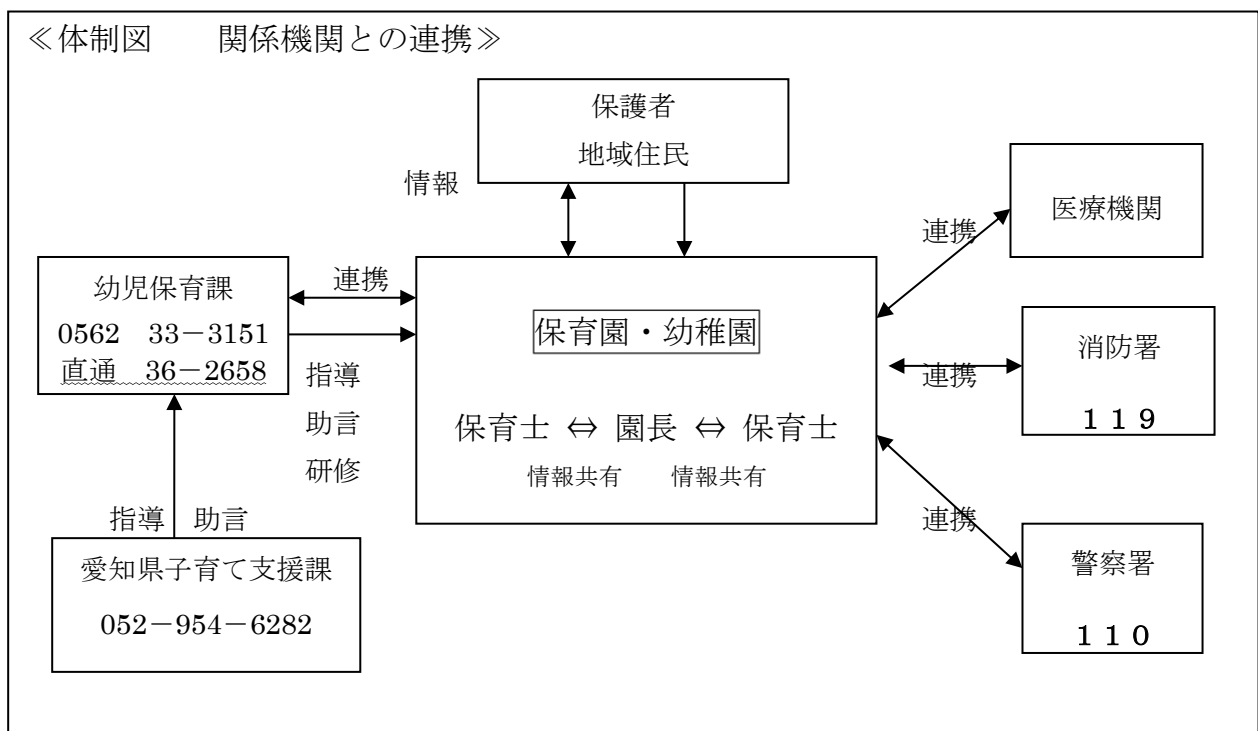 ≪体制図　　関係機関との連携≫
保護者
地域住民
情報
医療機関
連携
幼児保育課
0562　33－3151
直通　36－2658
連携
指導
助言
研修
保育園・幼稚園
保育士 ⇔ 園長 ⇔ 保育士
情報共有　　情報共有
消防署
１１９
連携
指導　助言
愛知県子育て支援課
052－954－6282
連携
警察署
１１０